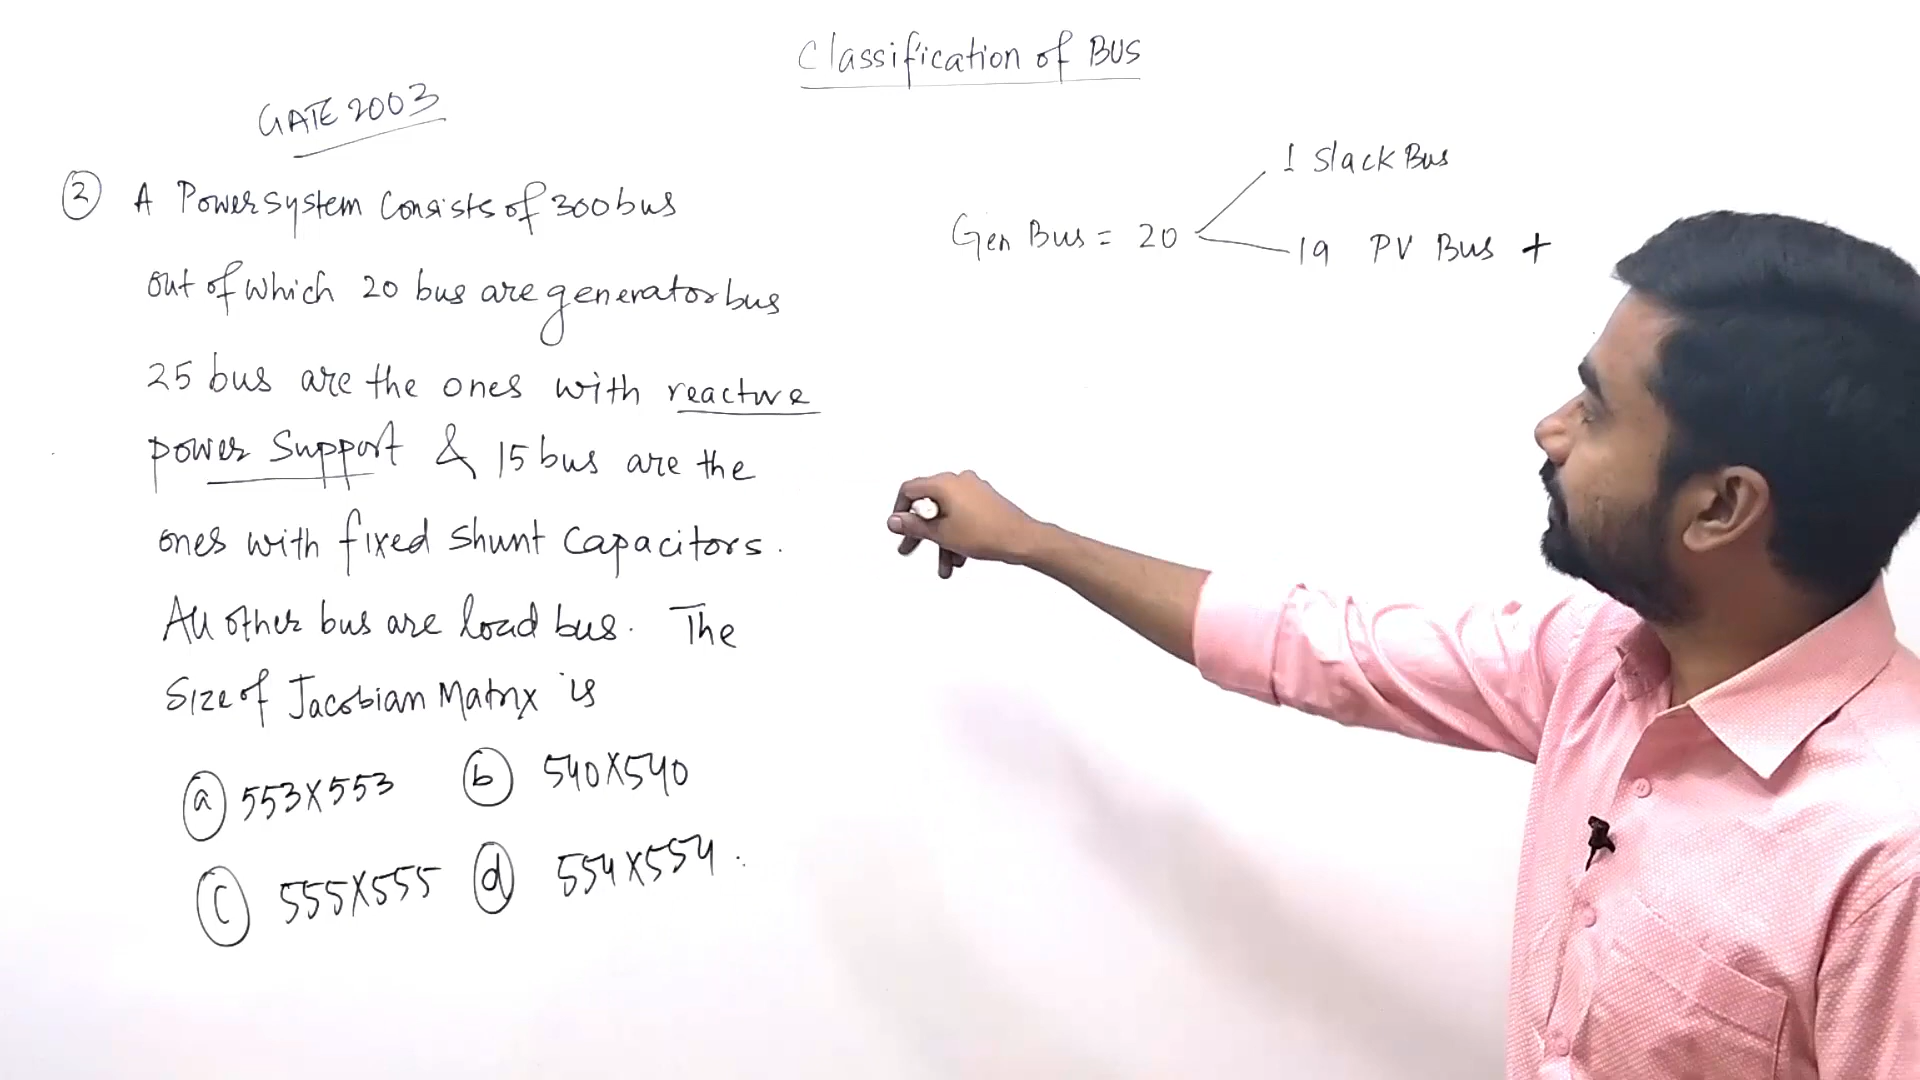 Classification of BUS
GATE 2003
② A Power system Consists of 300 bus
out of which 20 bus are generator bus
25 bus are the ones with reactive
power Support & 15 bus are the
ones with fixed shunt Capacitors.
All other bus are load bus. The
Size of Jacobian Matrix is
ⓐ 553X553 ⓑ 540X540
ⓒ 555X555 ⓓ 554X554.
1 Slack Bus
Gen Bus = 20
19 PV Bus +